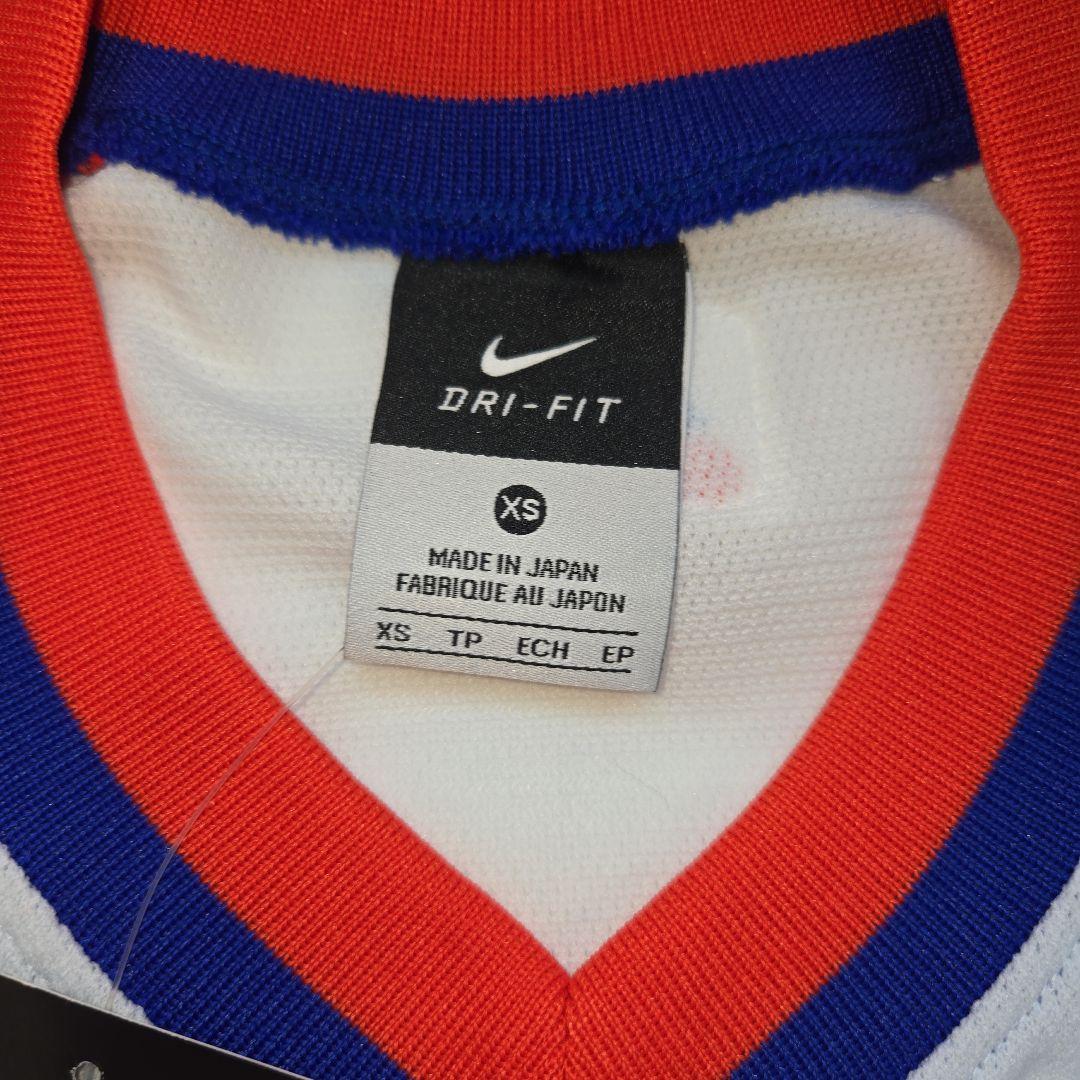 DRI-FIT
XS
MADE IN JAPAN
FABRIQUE AU JAPON
XS TP ECH EP